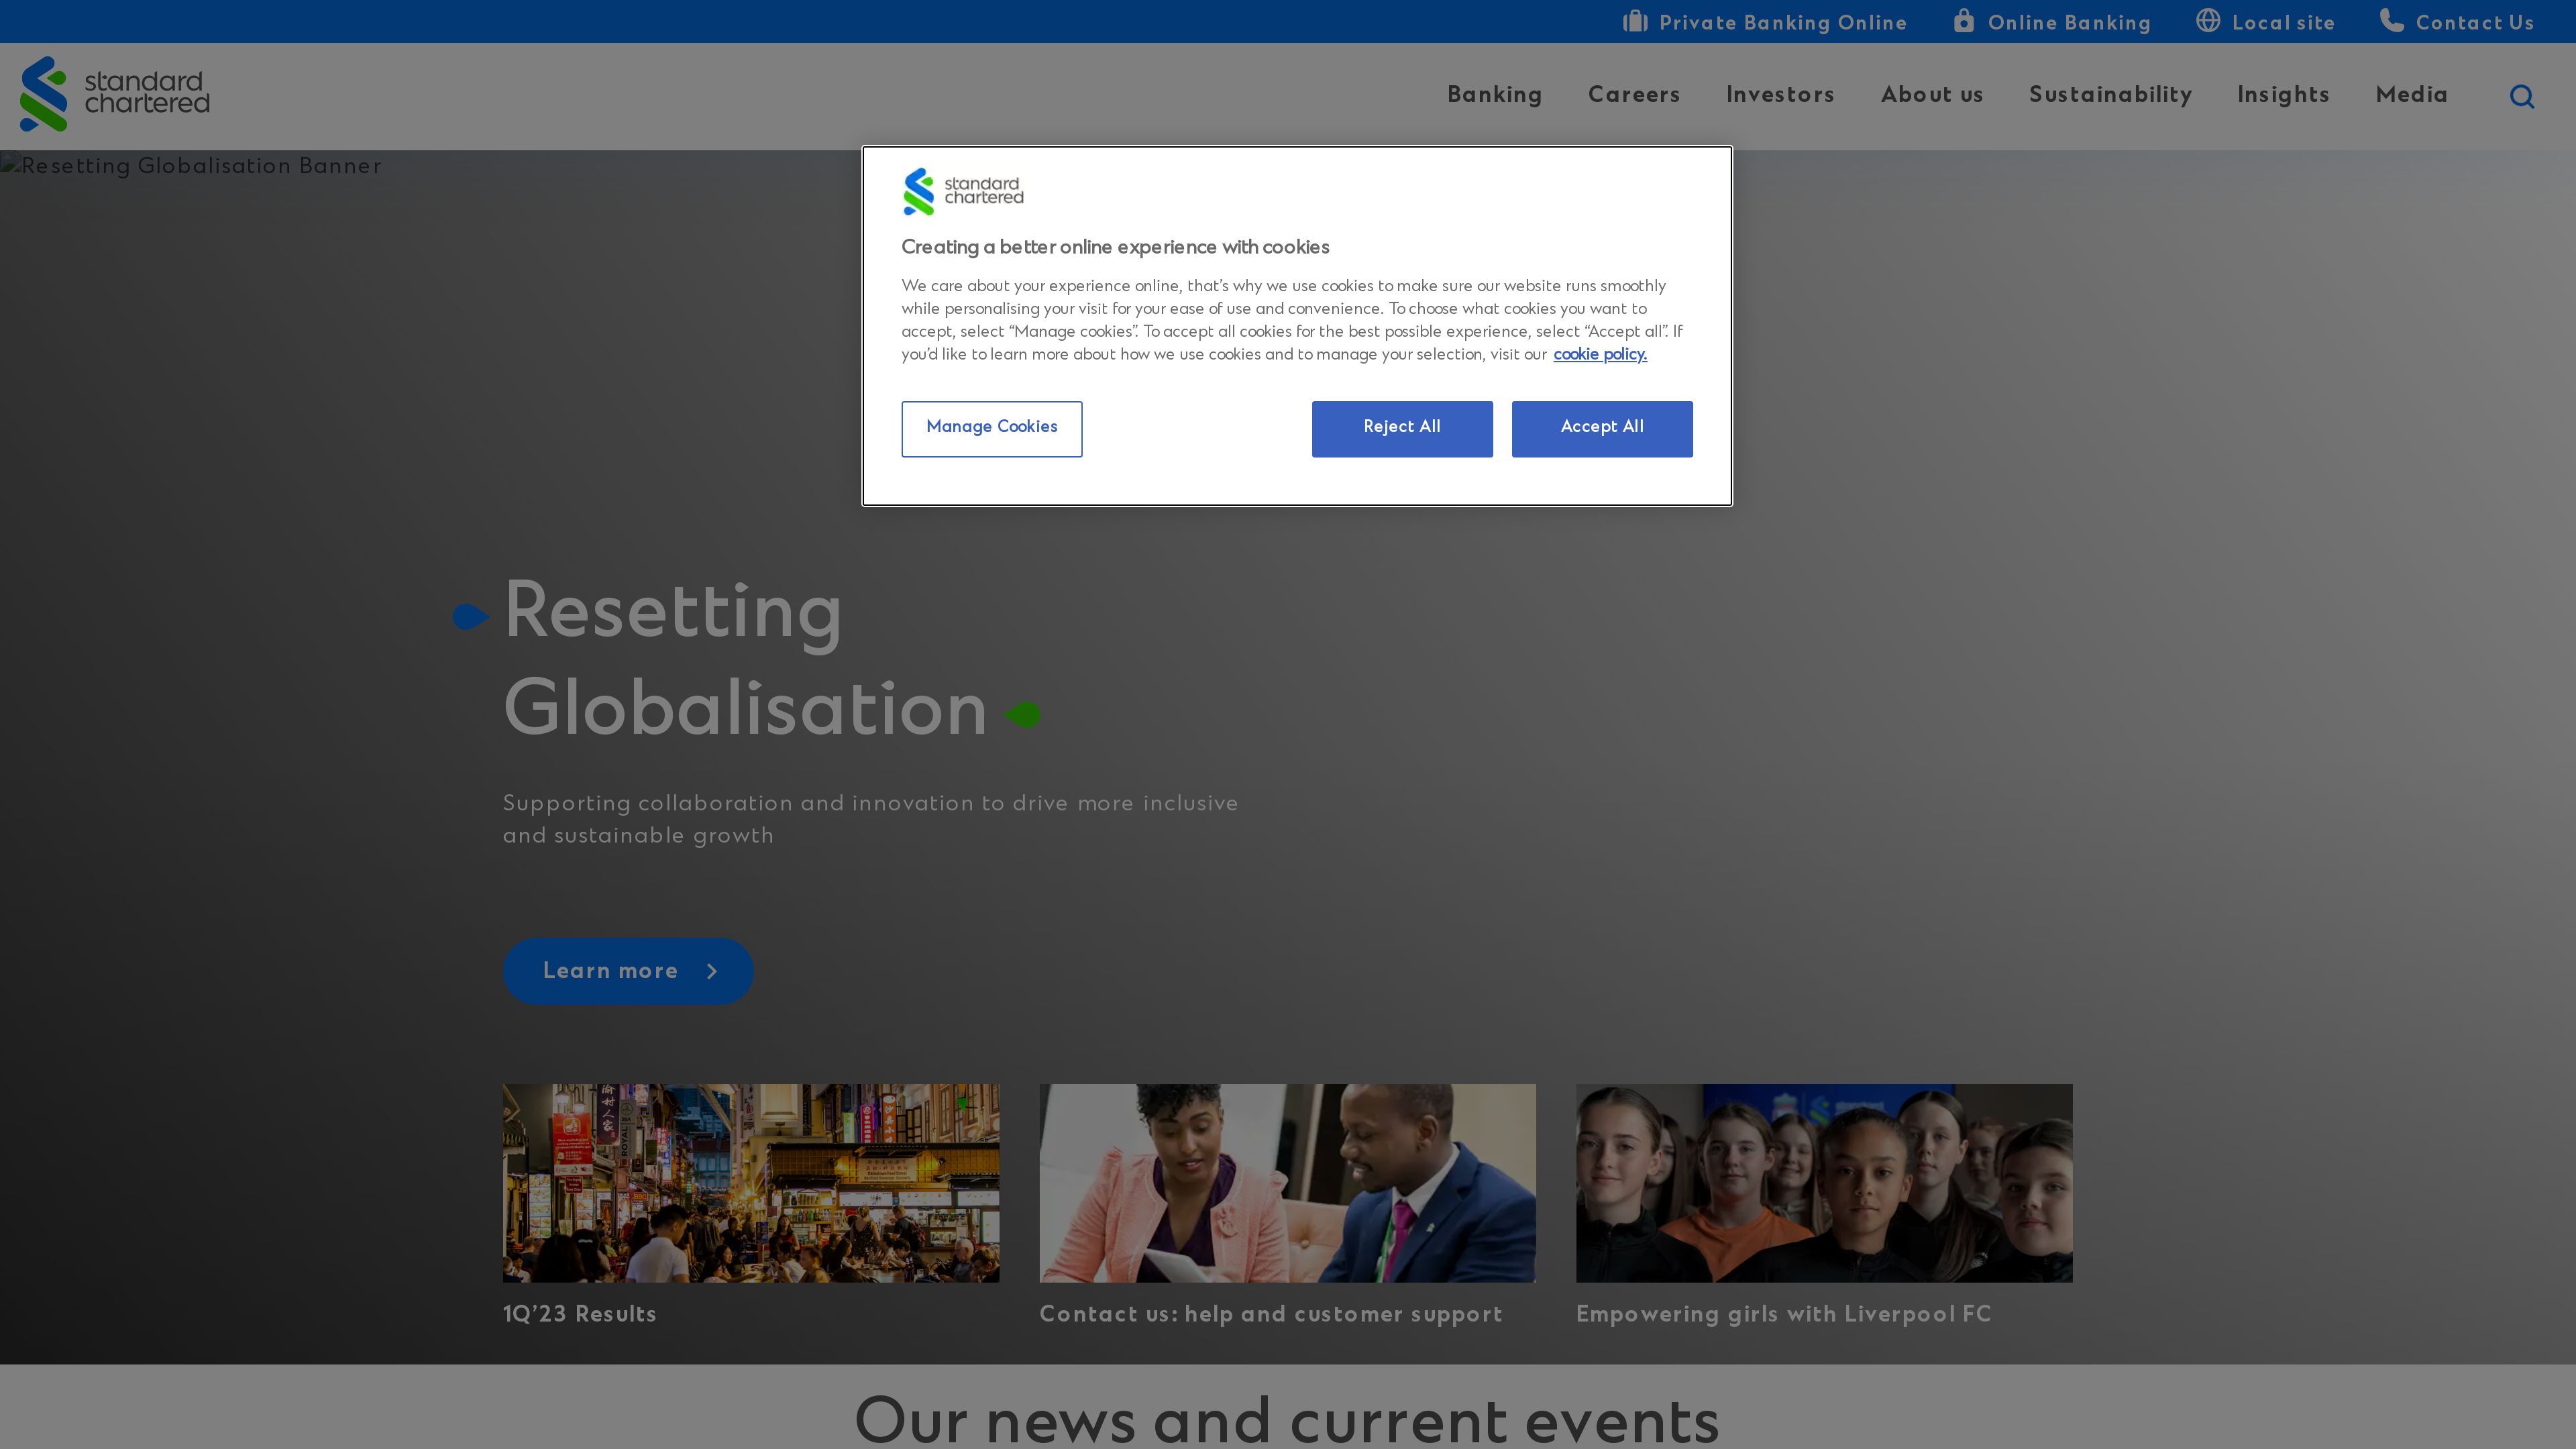 Private Banking Online
Online Banking
Local site
Contact Us
standard
chartered
Banking
Careers
Investors
About us
Sustainability
Insights
Media
Resetting Globalisation Banner
standard
chartered
Creating a better online experience with cookies
We care about your experience online, that's why we use cookies to make sure our website runs smoothly
while personalising your visit for your ease of use and convenience. To choose what cookies you want to
accept, select “Manage cookies”. To accept all cookies for the best possible experience, select “Accept all”. If
you'd like to learn more about how we use cookies and to manage your selection, visit our cookie policy.
Manage Cookies
Reject All
Accept All
Resetting
Globalisation
Supporting collaboration and innovation to drive more inclusive
and sustainable growth
Learn more
ROYAL
1Q’23 Results
Contact us: help and customer support
Empowering girls with Liverpool FC
Our news and current events